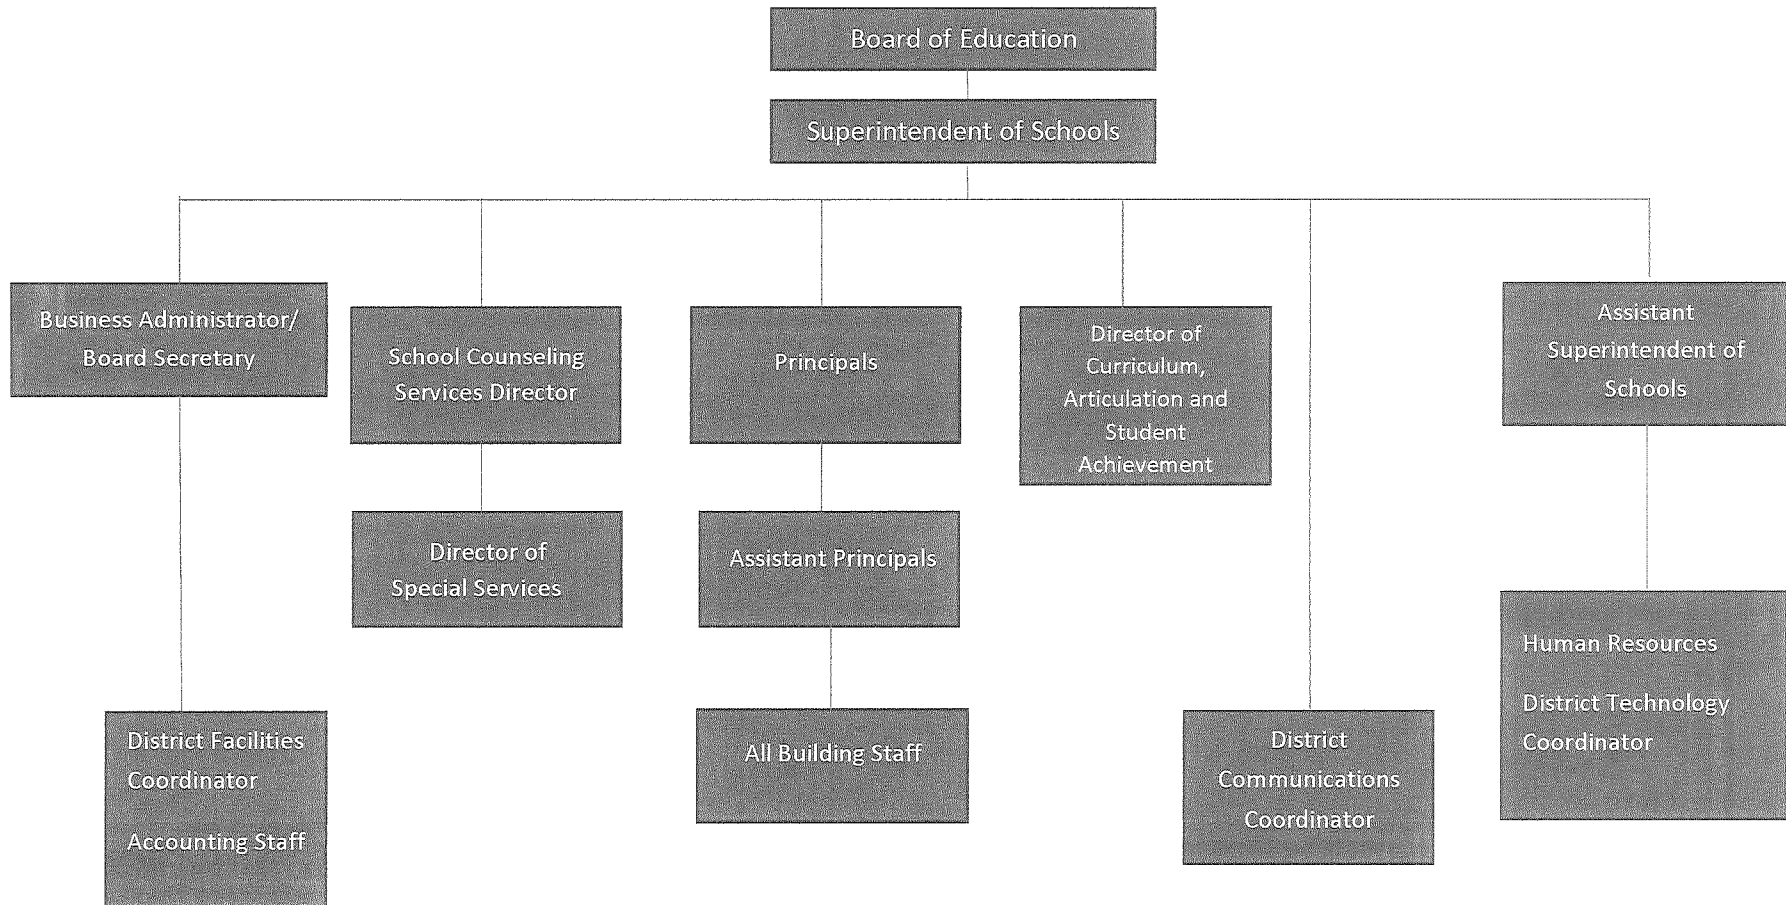 Board of Education
Superintendent of Schools
Business Administrator/
Board Secretary
School Counseling
Services Director
Principals
Director of
Curriculum,
Articulation and
Student
Achievement
Assistant
Superintendent of
Schools
Director of
Special Services
Assistant Principals
Human Resources
District Technology
Coordinator
District Facilities
Coordinator
Accounting Staff
All Building Staff
District
Communications
Coordinator